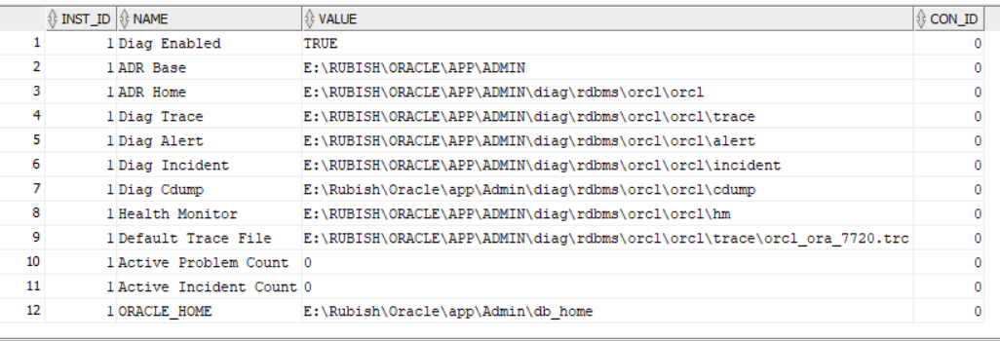 INST_ID NAME VALUE CON_ID
1 1 Diag Enabled TRUE 0
2 1 ADR Base E:\RUBISH\ORACLE\APP\ADMIN 0
3 1 ADR Home E:\RUBISH\ORACLE\APP\ADMIN\diag\rdbms\orcl\orcl 0
4 1 Diag Trace E:\RUBISH\ORACLE\APP\ADMIN\diag\rdbms\orcl\orcl\trace 0
5 1 Diag Alert E:\RUBISH\ORACLE\APP\ADMIN\diag\rdbms\orcl\orcl\alert 0
6 1 Diag Incident E:\RUBISH\ORACLE\APP\ADMIN\diag\rdbms\orcl\orcl\incident 0
7 1 Diag Cdump E:\Rubish\Oracle\app\Admin\diag\rdbms\orcl\orcl\cdump 0
8 1 Health Monitor E:\RUBISH\ORACLE\APP\ADMIN\diag\rdbms\orcl\orcl\hm 0
9 1 Default Trace File E:\RUBISH\ORACLE\APP\ADMIN\diag\rdbms\orcl\orcl\trace\orcl_ora_7720.trc 0
10 1 Active Problem Count 0 0
11 1 Active Incident Count 0 0
12 1 ORACLE_HOME E:\Rubish\Oracle\app\Admin\db_home 0